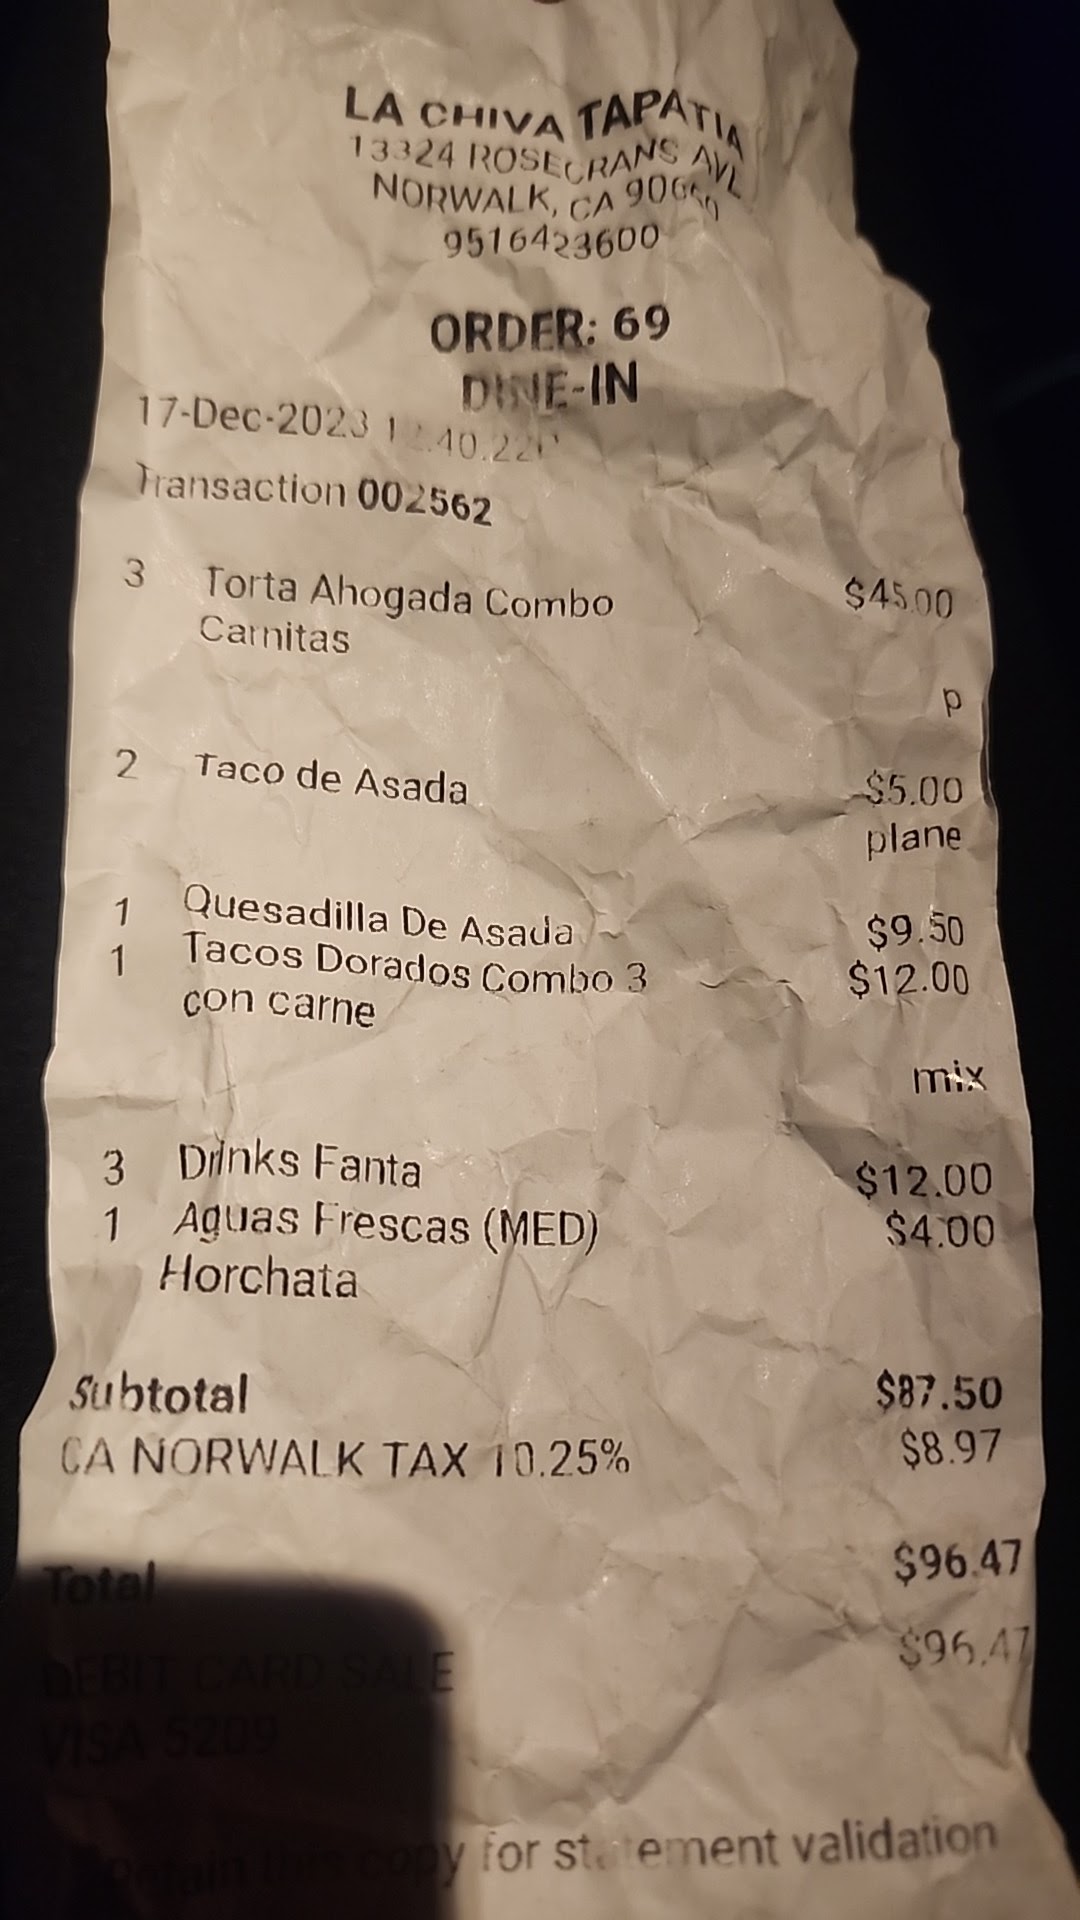 LA CHIVA TAPATIA
13324 ROSECRANS AVE
NORWALK, CA 90650
9516423600
ORDER: 69
DINE-IN
17-Dec-2023
Transaction 002562
3 Torta Ahogada Combo $45.00
Carnitas
p
2 Taco de Asada $5.00
plane
1 Quesadilla De Asada $9.50
1 Tacos Dorados Combo 3 $12.00
con carne
mix
3 Drinks Fanta $12.00
1 Aguas Frescas (MED) $4.00
Horchata
Subtotal $87.50
CA NORWALK TAX 10.25% $8.97
Total $96.47
DEBIT CARD SALE $96.47
VISA 5209
Retain this copy for statement validation